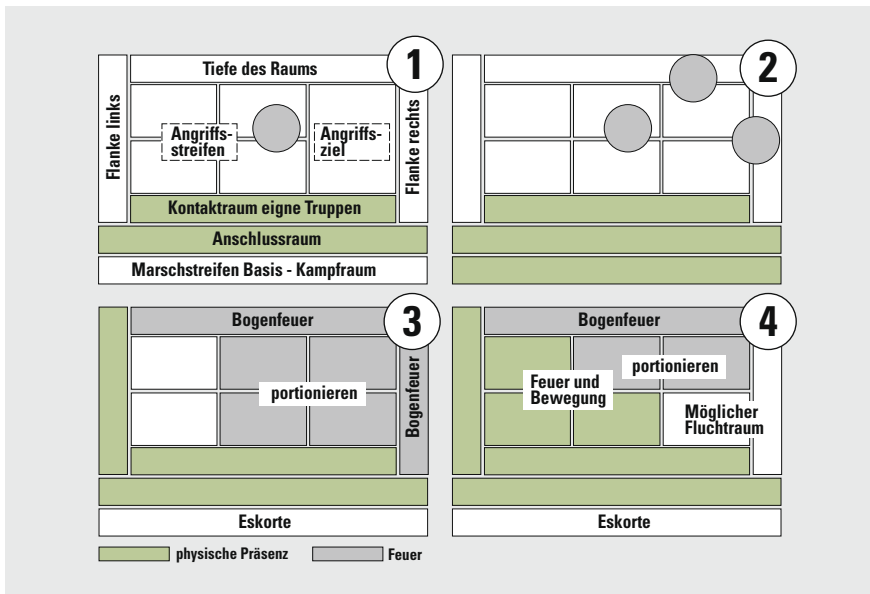 1
Tiefe des Raums
Flanke links
Angriffs-
streifen
Angriffs-
ziel
Flanke rechts
Kontaktraum eigne Truppen
Anschlussraum
Marschstreifen Basis - Kampfraum
2
3
Bogenfeuer
portionieren
Bogenfeuer
Eskorte
4
Bogenfeuer
portionieren
Feuer und
Bewegung
Möglicher
Fluchtraum
Eskorte
physische Präsenz
Feuer